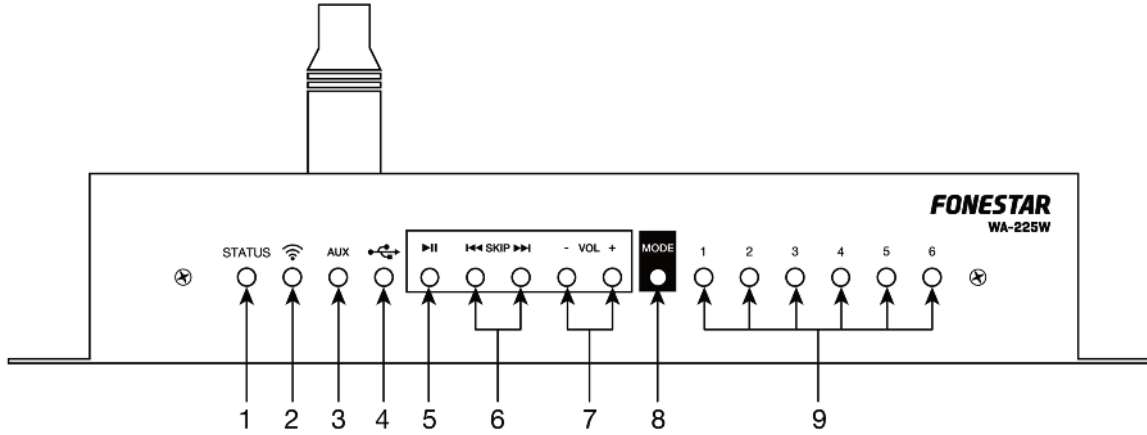 FONESTAR
WA-225W
STATUS AUX SKIP - VOL + MODE 1 2 3 4 5 6
1 2 3 4 5 6 7 8 9